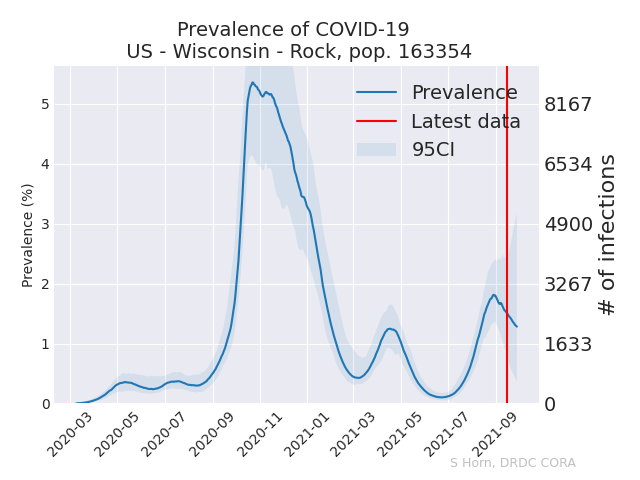 Prevalence of COVID-19
US - Wisconsin - Rock, pop. 163354
Prevalence
Latest data
95CI
Prevalence (%)
5
4
3
2
1
0
8167
6534
4900
3267
1633
0
# of infections
2020-03
2020-05
2020-07
2020-09
2020-11
2021-01
2021-03
2021-05
2021-07
2021-09
S Horn, DRDC CORA